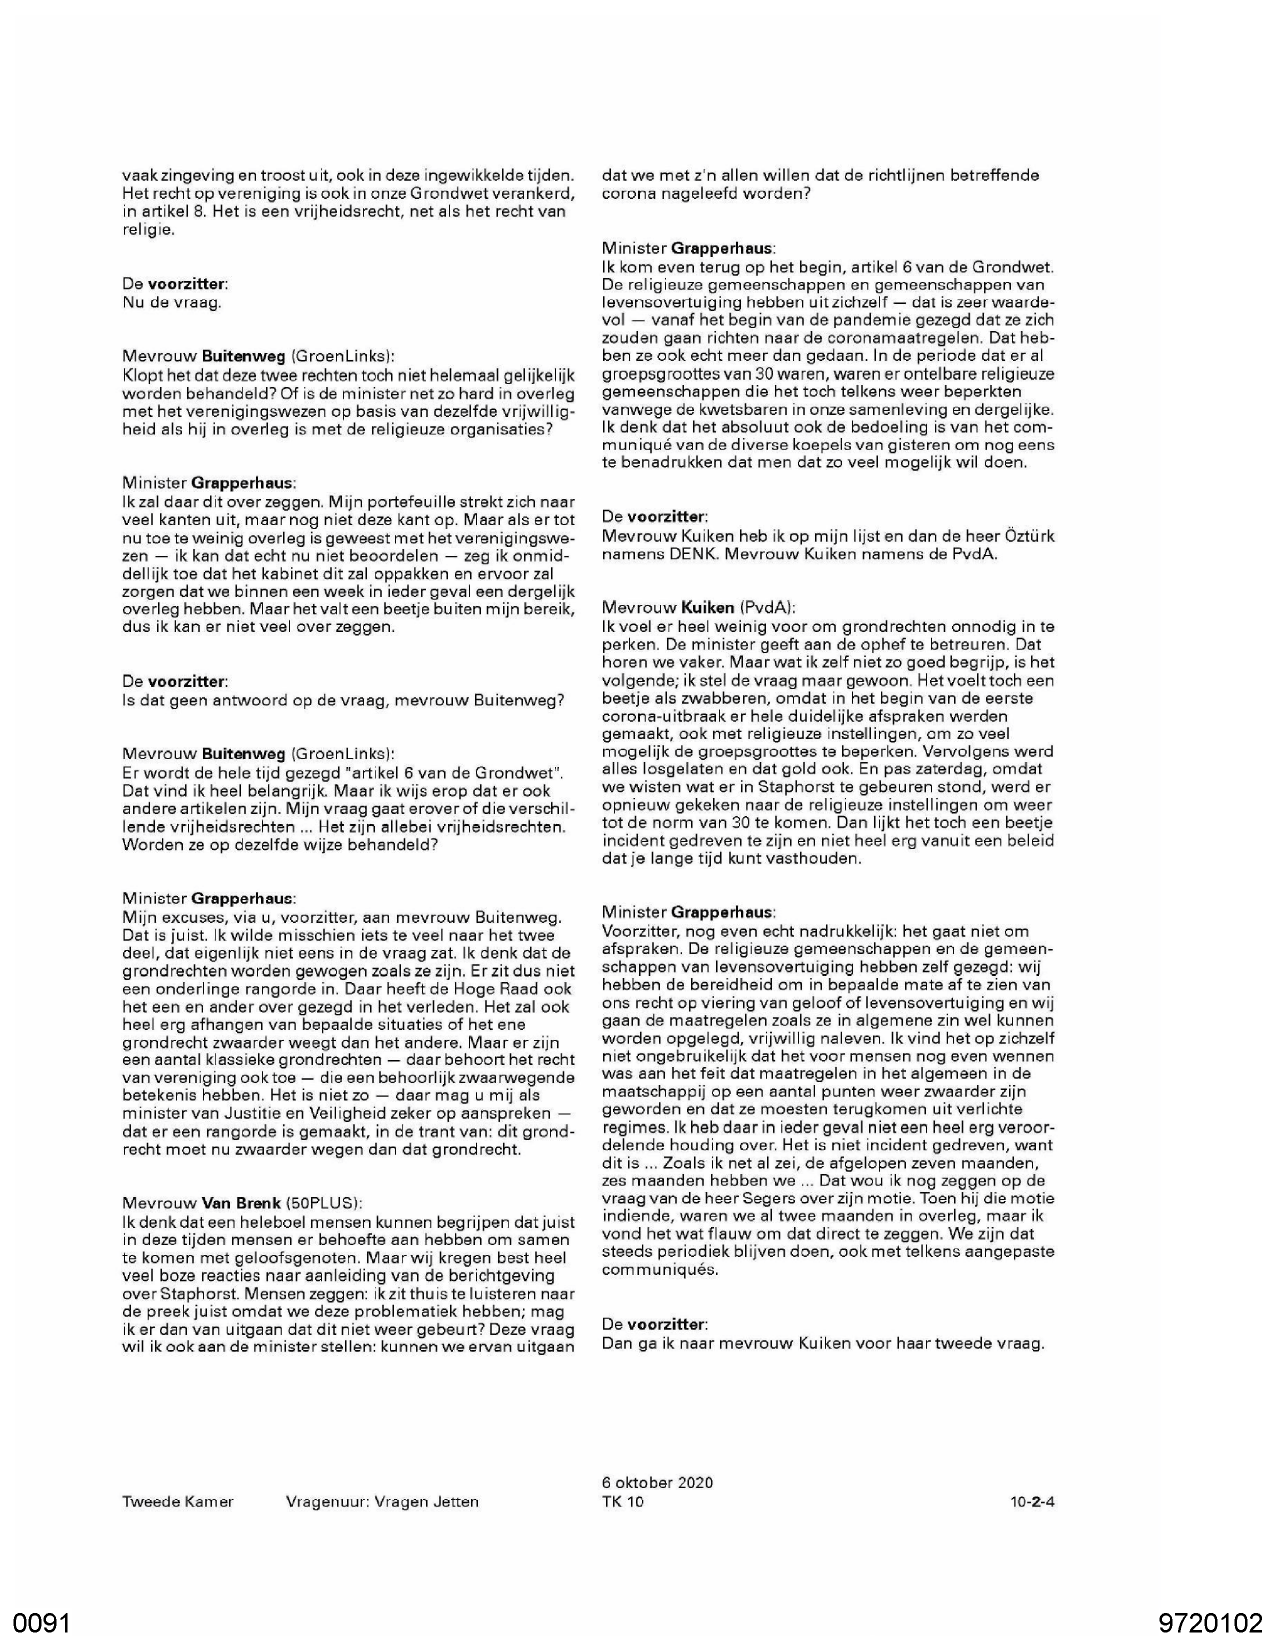 vaak zingeving en troost uit, ook in deze ingewikkelde tijden.
Het recht op vereniging is ook in onze Grondwet verankerd,
in artikel 8. Het is een vrijheidsrecht, net als het recht van
religie.
De voorzitter:
Nu de vraag.
Mevrouw Buitenweg (GroenLinks):
Klopt het dat deze twee rechten toch niet helemaal gelijkelijk
worden behandeld? Of is de minister net zo hard in overleg
met het verenigingswezen op basis van dezelfde vrijwillig-
heid als hij in overleg is met de religieuze organisaties?
Minister Grapperhaus:
Ik zal daar dit over zeggen. Mijn portefeuille strekt zich naar
veel kanten uit, maar nog niet deze kant op. Maar als er tot
nu toe te weinig overleg is geweest met het verenigingswe-
zen — ik kan dat echt nu niet beoordelen — zeg ik onmid-
dellijk toe dat het kabinet dit zal oppakken en ervoor zal
zorgen dat we binnen een week in ieder geval een dergelijk
overleg hebben. Maar het valt een beetje buiten mijn bereik,
dus ik kan er niet veel over zeggen.
De voorzitter:
Is dat geen antwoord op de vraag, mevrouw Buitenweg?
Mevrouw Buitenweg (GroenLinks):
Er wordt de hele tijd gezegd "artikel 6 van de Grondwet".
Dat vind ik heel belangrijk. Maar ik wijs erop dat er ook
andere artikelen zijn. Mijn vraag gaat erover of die verschil-
lende vrijheidsrechten ... Het zijn allebei vrijheidsrechten.
Worden ze op dezelfde wijze behandeld?
Minister Grapperhaus:
Mijn excuses, via u, voorzitter, aan mevrouw Buitenweg.
Dat is juist. Ik wilde misschien iets te veel naar het twee
deel, dat eigenlijk niet eens in de vraag zat. Ik denk dat de
grondrechten worden gewogen zoals ze zijn. Er zit dus niet
een onderlinge rangorde in. Daar heeft de Hoge Raad ook
het een en ander over gezegd in het verleden. Het zal ook
heel erg afhangen van bepaalde situaties of het ene
grondrecht zwaarder weegt dan het andere. Maar er zijn
een aantal klassieke grondrechten — daar behoort het recht
van vereniging ook toe — die een behoorlijk zwaarwegende
betekenis hebben. Het is niet zo — daar mag u mij als
minister van Justitie en Veiligheid zeker op aanspreken —
dat er een rangorde is gemaakt, in de trant van: dit grond-
recht moet nu zwaarder wegen dan dat grondrecht.
Mevrouw Van Brenk (50PLUS):
Ik denk dat een heleboel mensen kunnen begrijpen dat juist
in deze tijden mensen er behoefte aan hebben om samen
te komen met geloofsgenoten. Maar wij kregen best heel
veel boze reacties naar aanleiding van de berichtgeving
over Staphorst. Mensen zeggen: ik zit thuis te luisteren naar
de preek juist omdat we deze problematiek hebben; mag
ik er dan van uitgaan dat dit niet weer gebeurt? Deze vraag
wil ik ook aan de minister stellen: kunnen we ervan uitgaan
dat we met z'n allen willen dat de richtlijnen betreffende
corona nageleefd worden?
Minister Grapperhaus:
Ik kom even terug op het begin, artikel 6 van de Grondwet.
De religieuze gemeenschappen en gemeenschappen van
levensovertuiging hebben uit zichzelf — dat is zeer waarde-
vol — vanaf het begin van de pandemie gezegd dat ze zich
zouden gaan richten naar de coronamaatregelen. Dat heb-
ben ze ook echt meer dan gedaan. In de periode dat er al
groepsgroottes van 30 waren, waren er ontelbare religieuze
gemeenschappen die het toch telkens weer beperkten
vanwege de kwetsbaren in onze samenleving en dergelijke.
Ik denk dat het absoluut ook de bedoeling is van het com-
muniqué van de diverse koepels van gisteren om nog eens
te benadrukken dat men dat zo veel mogelijk wil doen.
De voorzitter:
Mevrouw Kuiken heb ik op mijn lijst en dan de heer Öztürk
namens DENK. Mevrouw Kuiken namens de PvdA.
Mevrouw Kuiken (PvdA):
Ik voel er heel weinig voor om grondrechten onnodig in te
perken. De minister geeft aan de ophef te betreuren. Dat
horen we vaker. Maar wat ik zelf niet zo goed begrijp, is het
volgende; ik stel de vraag maar gewoon. Het voelt toch een
beetje als zwabberen, omdat in het begin van de eerste
corona-uitbraak er hele duidelijke afspraken werden
gemaakt, ook met religieuze instellingen, om zo veel
mogelijk de groepsgroottes te beperken. Vervolgens werd
alles losgelaten en dat gold ook. En pas zaterdag, omdat
we wisten wat er in Staphorst te gebeuren stond, werd er
opnieuw gekeken naar de religieuze instellingen om weer
tot de norm van 30 te komen. Dan lijkt het toch een beetje
incident gedreven te zijn en niet heel erg vanuit een beleid
dat je lange tijd kunt vasthouden.
Minister Grapperhaus:
Voorzitter, nog even echt nadrukkelijk: het gaat niet om
afspraken. De religieuze gemeenschappen en de gemeen-
schappen van levensovertuiging hebben zelf gezegd: wij
hebben de bereidheid om in bepaalde mate af te zien van
ons recht op viering van geloof of levensovertuiging en wij
gaan de maatregelen zoals ze in algemene zin wel kunnen
worden opgelegd, vrijwillig naleven. Ik vind het op zichzelf
niet ongebruikelijk dat het voor mensen nog even wennen
was aan het feit dat maatregelen in het algemeen in de
maatschappij op een aantal punten weer zwaarder zijn
geworden en dat ze moesten terugkomen uit verlichte
regimes. Ik heb daar in ieder geval niet een heel erg veroor-
delende houding over. Het is niet incident gedreven, want
dit is ... Zoals ik net al zei, de afgelopen zeven maanden,
zes maanden hebben we ... Dat wou ik nog zeggen op de
vraag van de heer Segers over zijn motie. Toen hij die motie
indiende, waren we al twee maanden in overleg, maar ik
vond het wat flauw om dat direct te zeggen. We zijn dat
steeds periodiek blijven doen, ook met telkens aangepaste
communiqués.
De voorzitter:
Dan ga ik naar mevrouw Kuiken voor haar tweede vraag.
Tweede Kamer Vragenuur: Vragen Jetten
6 oktober 2020
TK 10
10-2-4
0091
9720102